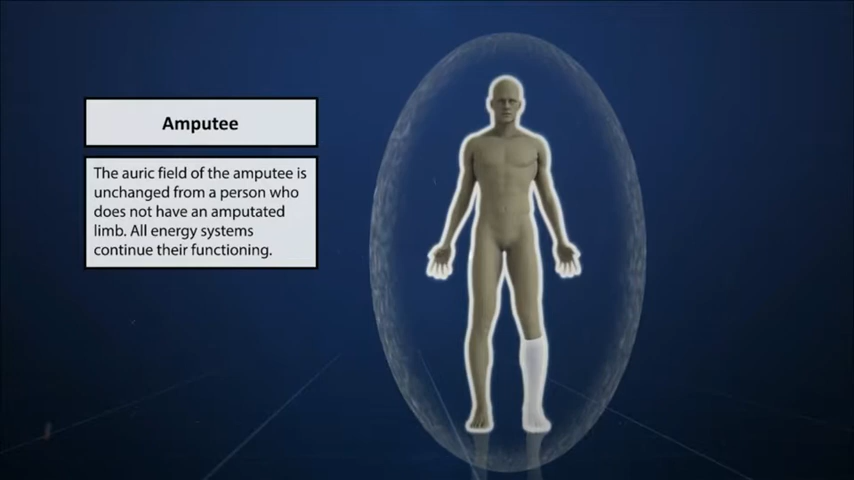 Amputee
The auric field of the amputee is
unchanged from a person who
does not have an amputated
limb. All energy systems
continue their functioning.